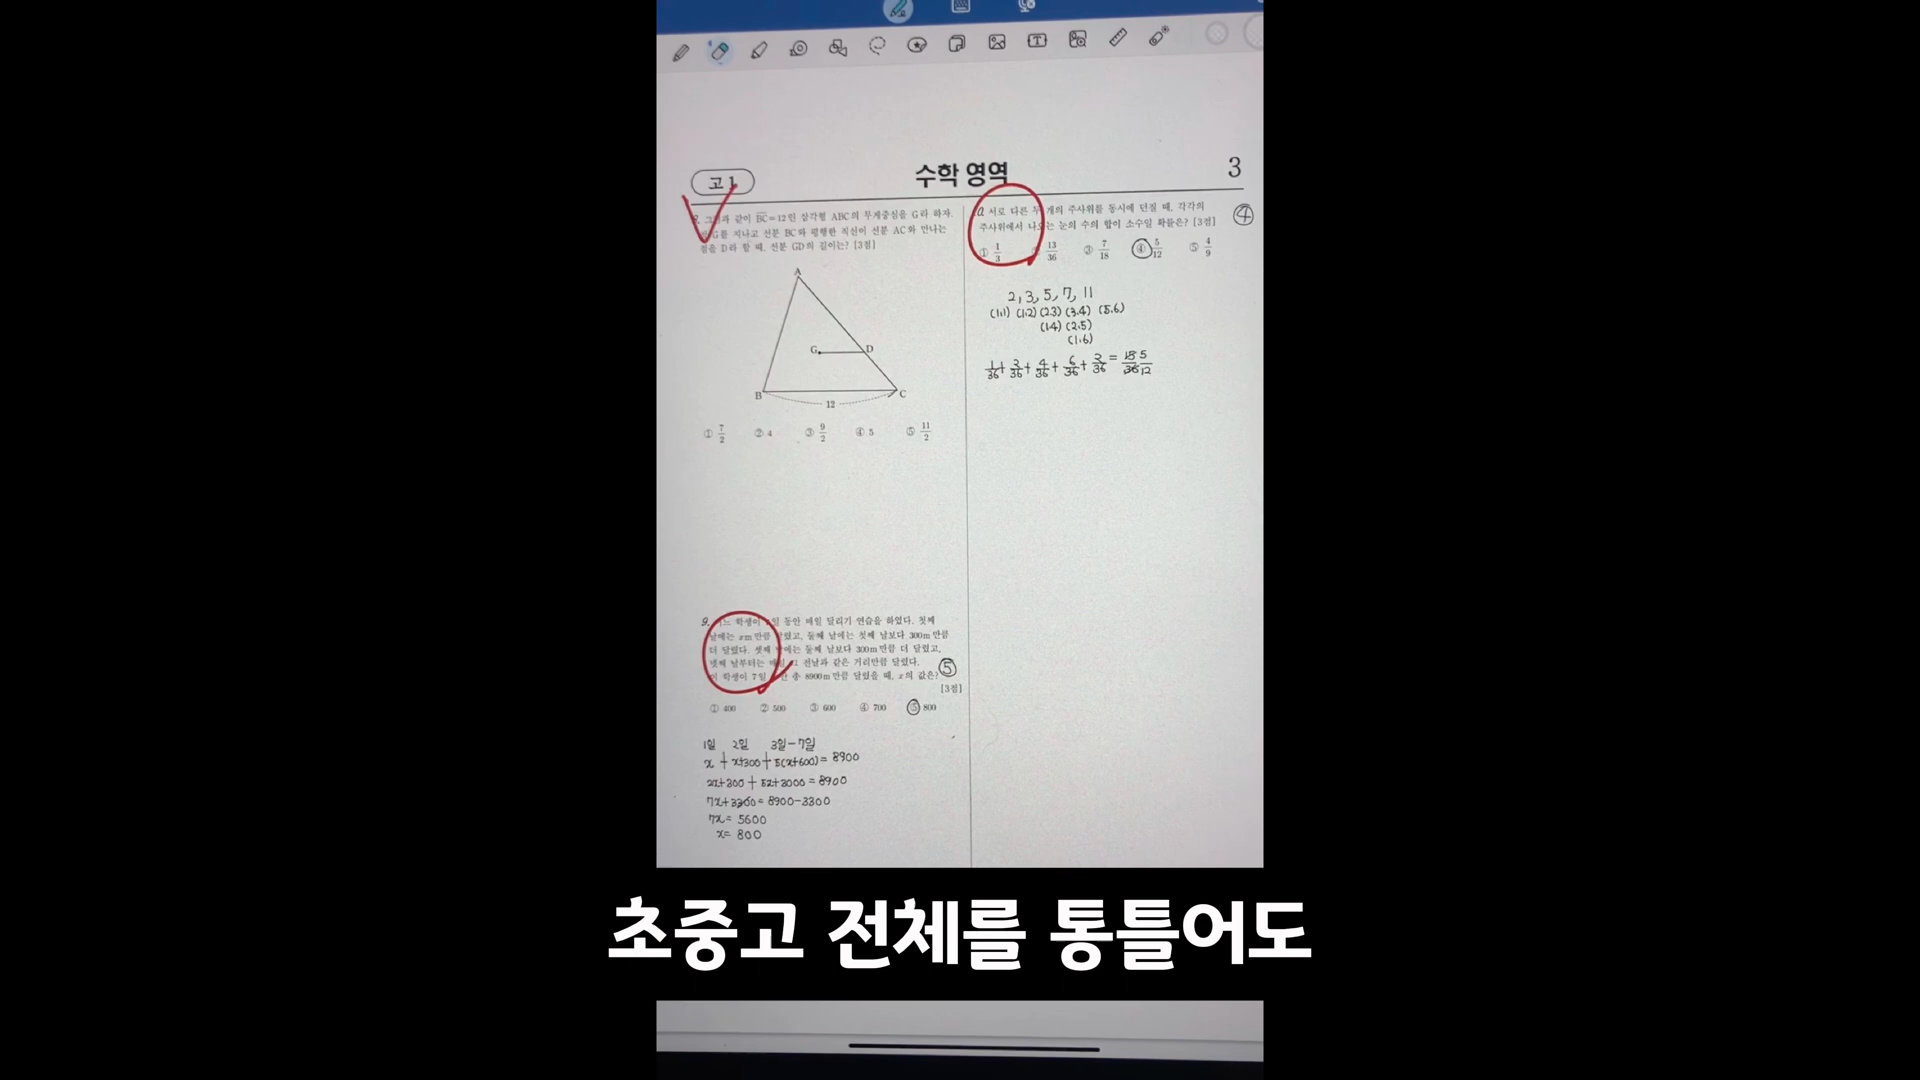 고1
수학 영역
3
8. 그림과 같이 BC=12인 삼각형 ABC의 무게중심을 G라 하자.
점 G를 지나고 선분 BC와 평행한 직선이 선분 AC와 만나는
점을 D라 할 때, 선분 GD의 길이는? [3점]
A
G
D
B
C
12
① 7/2 ② 4 ③ 9/2 ④ 5 ⑤ 11/2
9. 어느 학생이 7일 동안 매일 달리기 연습을 하였다. 첫째
날에는 xm만큼 달렸고, 둘째 날에는 첫째 날보다 300m만큼
더 달렸다. 셋째 날에는 둘째 날보다 300m만큼 더 달렸고,
넷째 날부터는 매일 그 전날과 같은 거리만큼 달렸다.
이 학생이 7일 동안 총 8900m만큼 달렸을 때, x의 값은?
⑤
[3점]
① 400 ② 500 ③ 600 ④ 700 ⑤ 800
1일 2일 3일-7일
x + x+300 + 5(x+600) = 8900
2x+300 + 5x+3000 = 8900
7x+3300 = 8900-3300
7x = 5600
x = 800
10. 서로 다른 두 개의 주사위를 동시에 던질 때, 각각의
주사위에서 나오는 눈의 수의 합이 소수일 확률은? [3점]
④
① 1/3 ② 13/36 ③ 7/18 ④ 5/12 ⑤ 4/9
2, 3, 5, 7, 11
(1.1) (1.2) (2.3) (3.4) (5.6)
(1.4) (2.5)
(1.6)
1/36 + 2/36 + 4/36 + 6/36 + 2/36 = 15/36 5/12
초중고 전체를 통틀어도